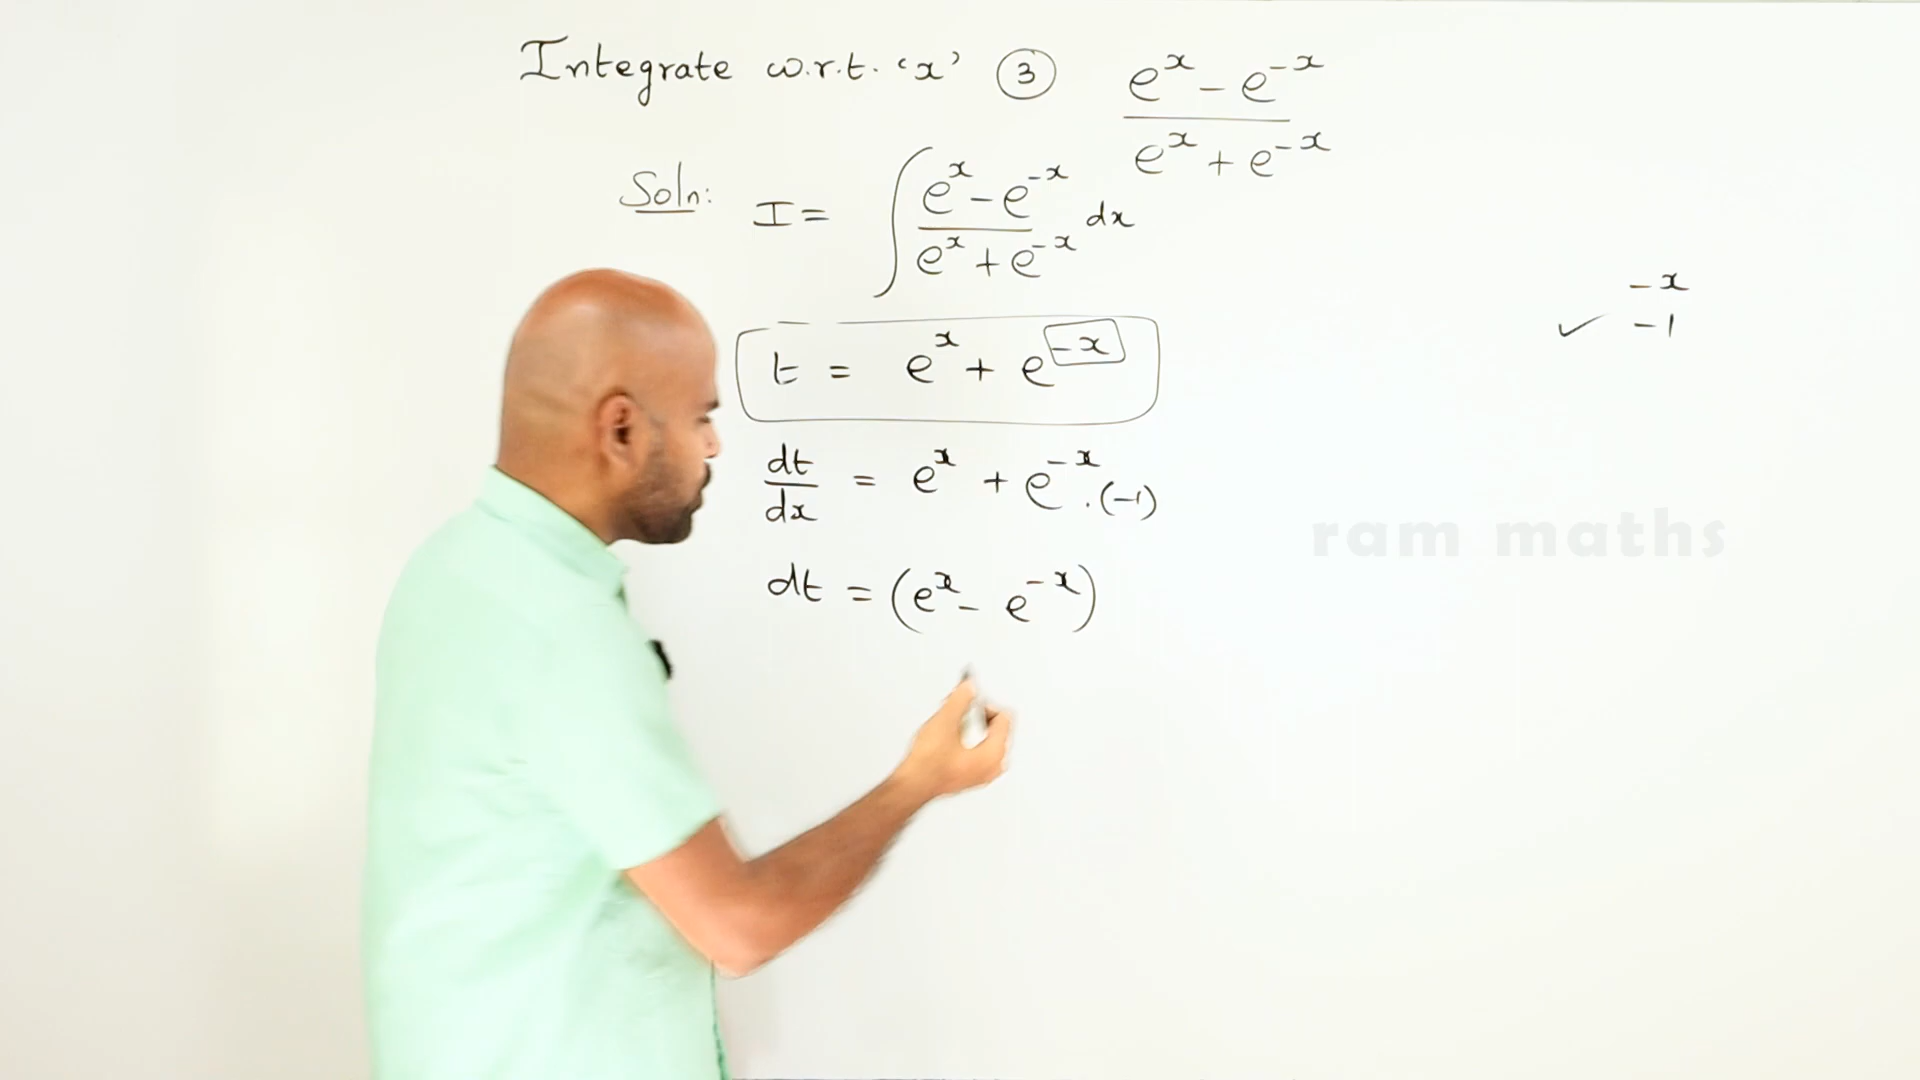 Integrate w.r.t. 'x' ③ (e^x - e^-x)/(e^x + e^-x)
Soln: I = ∫ (e^x - e^-x)/(e^x + e^-x) dx
-x
✓ -1
t = e^x + e^-x
dt/dx = e^x + e^-x . (-1)
ram maths
dt = (e^x - e^-x)